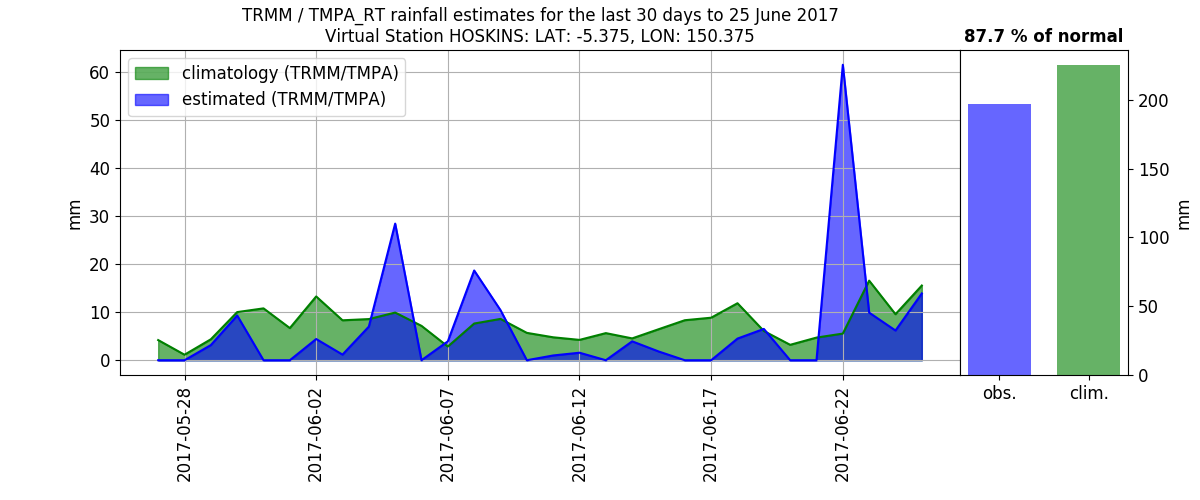 TRMM / TMPA_RT rainfall estimates for the last 30 days to 25 June 2017
Virtual Station HOSKINS: LAT: -5.375, LON: 150.375
87.7 % of normal
climatology (TRMM/TMPA)
estimated (TRMM/TMPA)
60
50
40
30
20
10
0
mm
2017-05-28
2017-06-02
2017-06-07
2017-06-12
2017-06-17
2017-06-22
200
150
100
50
0
mm
obs.
clim.